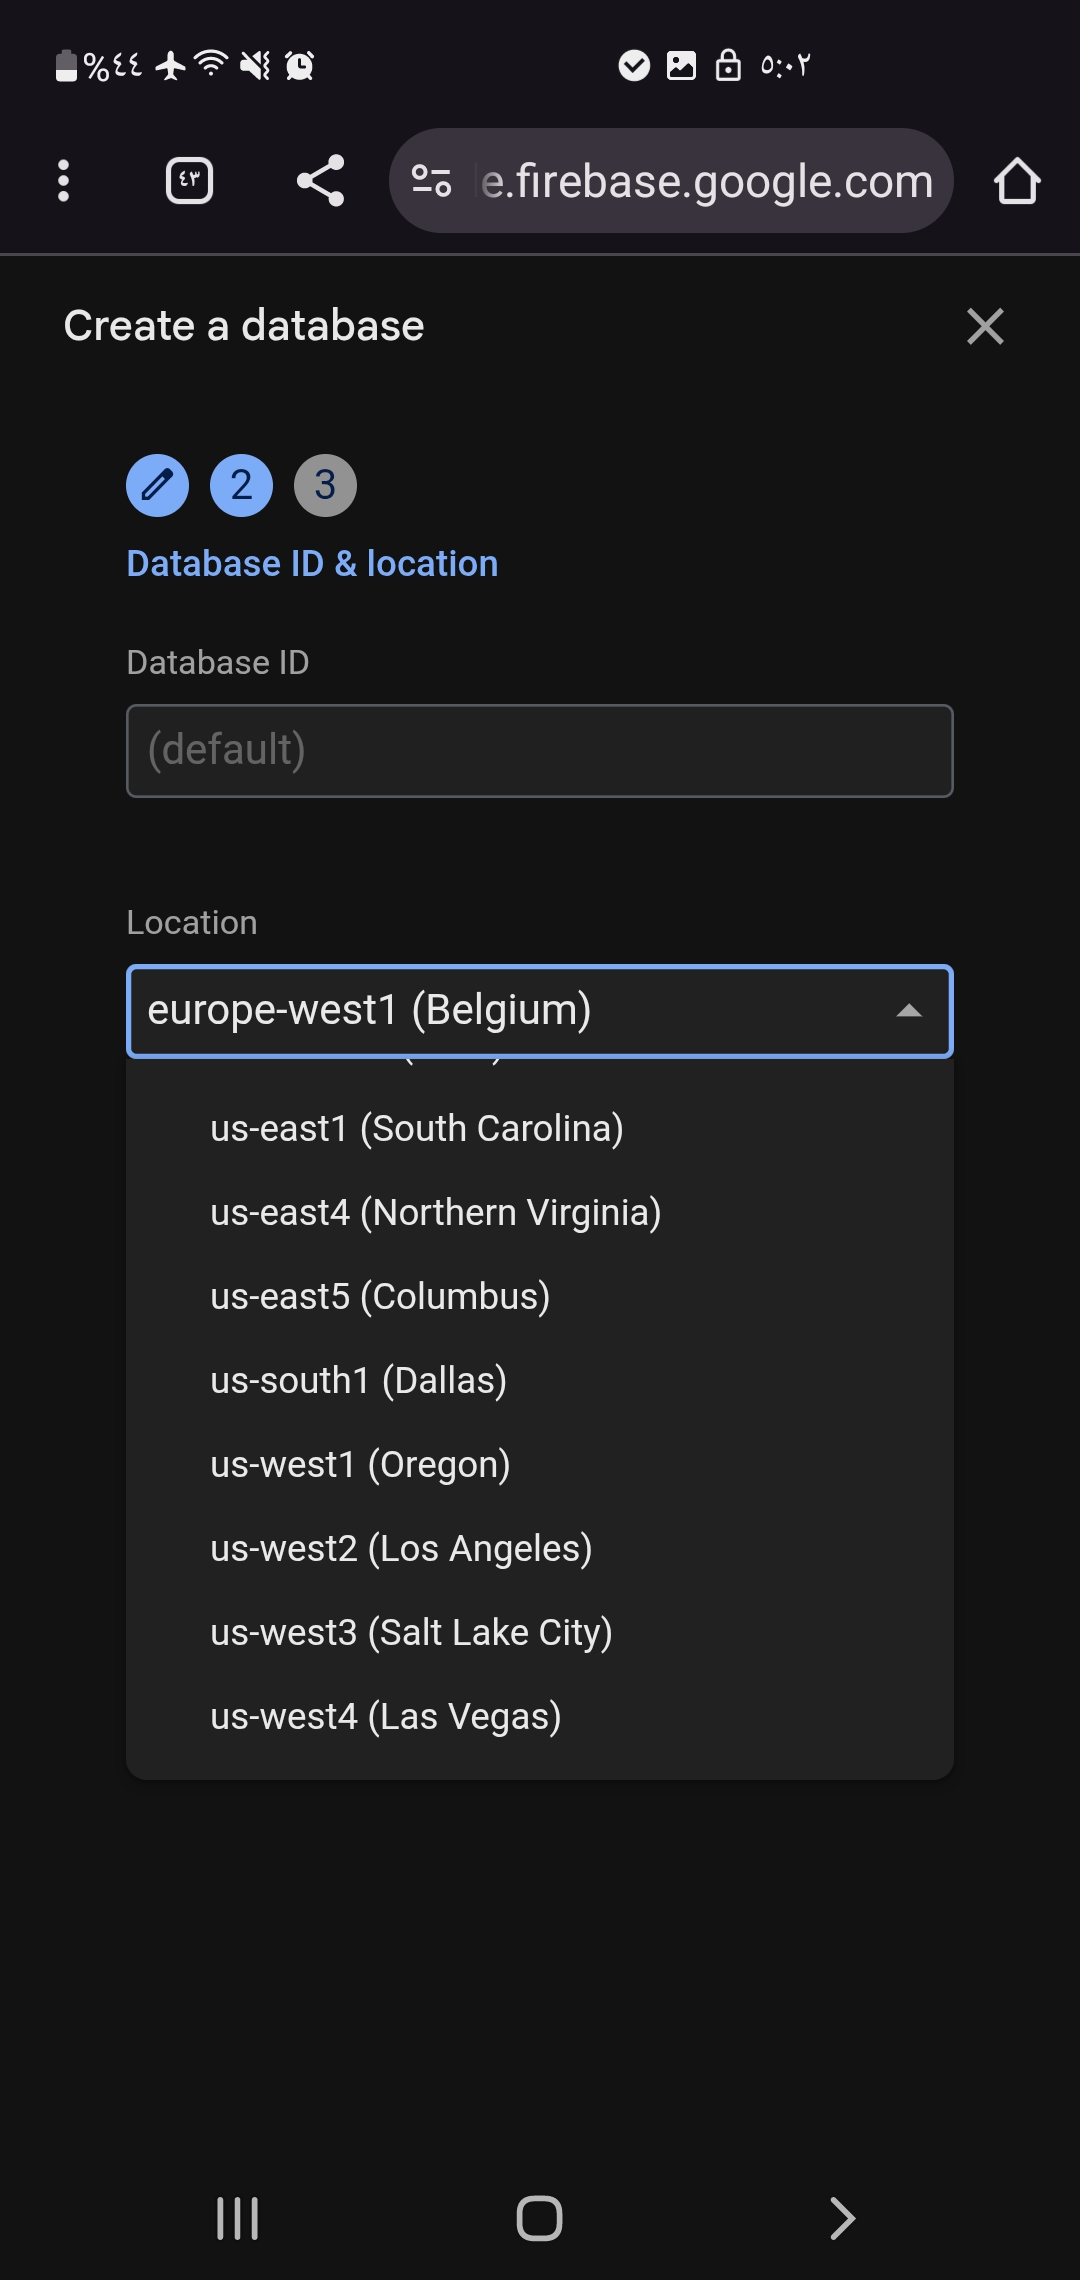 %٤٤ ٥:٠٢
٤٣ e.firebase.google.com
Create a database
2 3
Database ID & location
Database ID
(default)
Location
europe-west1 (Belgium)
us-east1 (South Carolina)
us-east4 (Northern Virginia)
us-east5 (Columbus)
us-south1 (Dallas)
us-west1 (Oregon)
us-west2 (Los Angeles)
us-west3 (Salt Lake City)
us-west4 (Las Vegas)